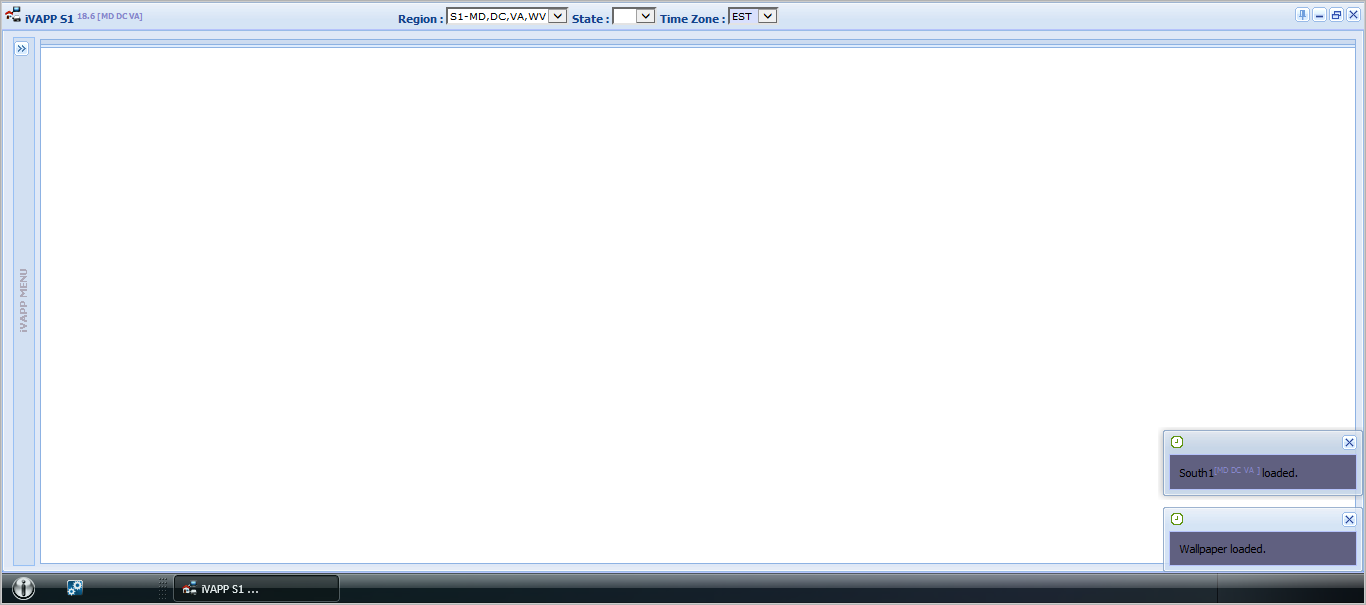 iVAPP S1 18.6 [MD DC VA]
Region : S1-MD,DC,VA,WV State : Time Zone : EST
iVAPP MENU
South1 [MD DC VA ] loaded.
Wallpaper loaded.
iVAPP S1 ...